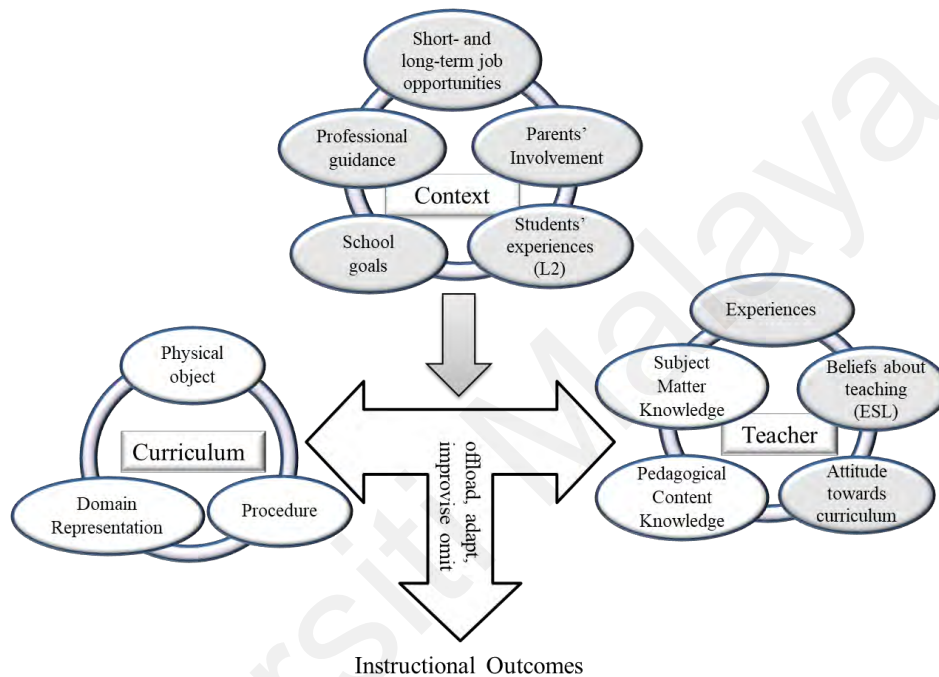 Short- and
long-term job
opportunities
Professional
guidance
Parents'
Involvement
Context
School
goals
Students'
experiences
(L2)
Physical
object
Curriculum
Domain
Representation
Procedure
Experiences
Subject
Matter
Knowledge
Beliefs about
teaching
(ESL)
Teacher
Pedagogical
Content
Knowledge
Attitude
towards
curriculum
offload, adapt,
improvise omit
Instructional Outcomes
ersiti Malaya